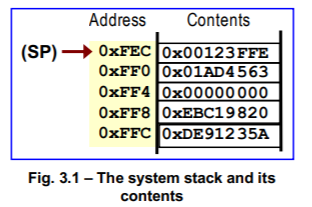 Address Contents
(SP) 0xFEC 0x00123FFE
0xFF0 0x01AD4563
0xFF4 0x00000000
0xFF8 0xEBC19820
0xFFC 0xDE91235A
Fig. 3.1 – The system stack and its
contents